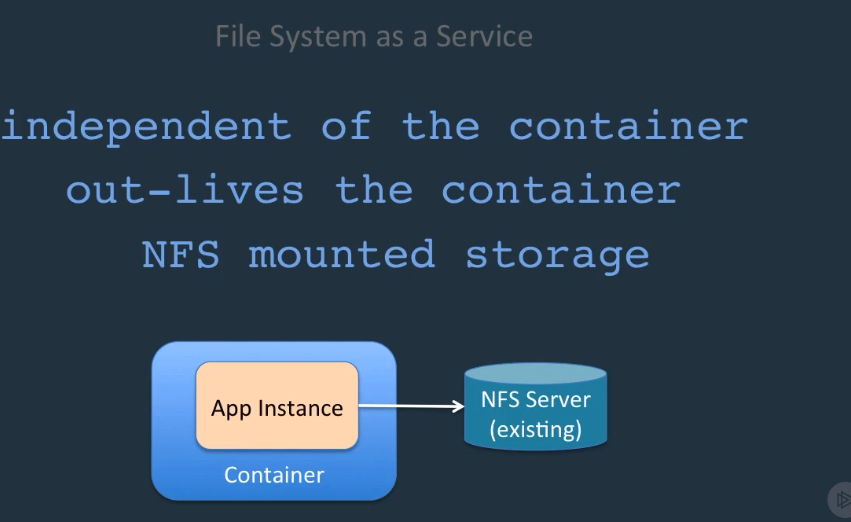 File System as a Service
independent of the container
out-lives the container
NFS mounted storage
App Instance
Container
NFS Server
(existing)